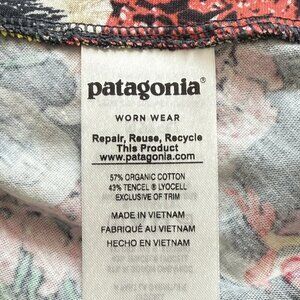 patagonia®
WORN WEAR
Repair, Reuse, Recycle
This Product
www.patagonia.com
57% ORGANIC COTTON
43% TENCEL ® LYOCELL
EXCLUSIVE OF TRIM
MADE IN VIETNAM
FABRIQUÉ AU VIETNAM
HECHO EN VIETNAM